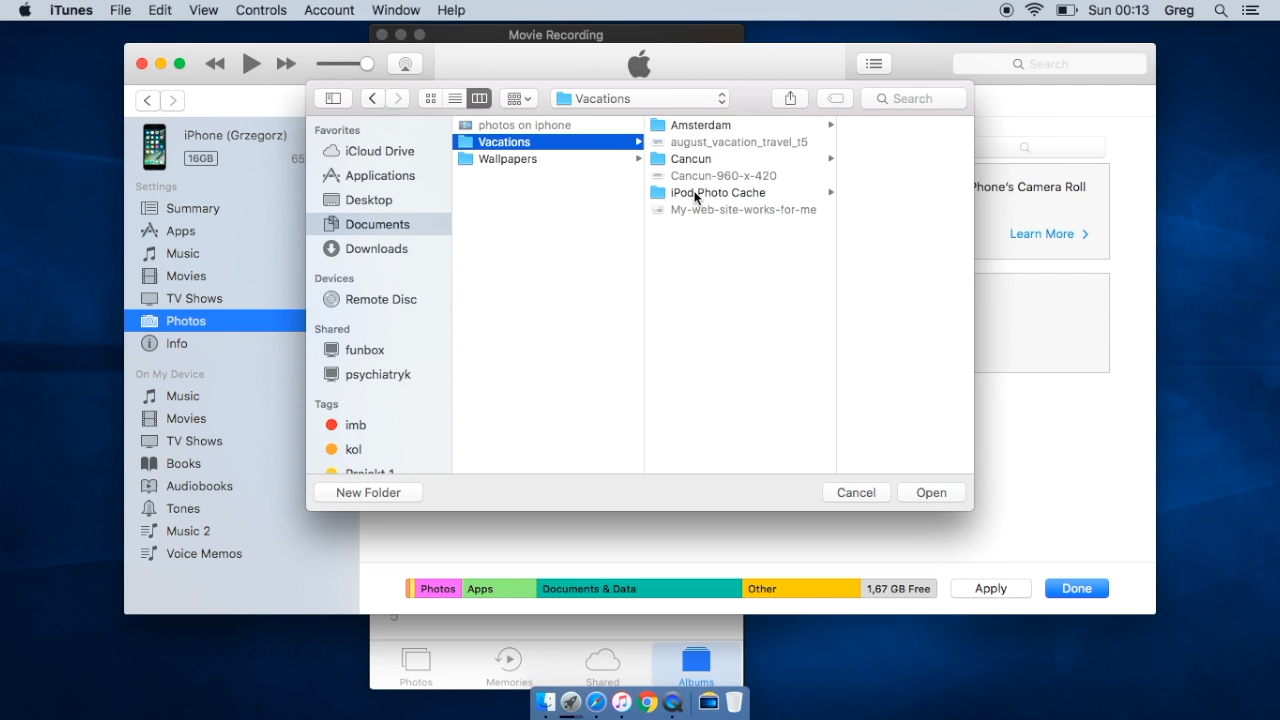 iTunes File Edit View Controls Account Window Help Sun 00:13 Greg
Movie Recording
Search
Vacations
Search
iPhone (Grzegorz)
16GB
65
Settings
Summary
Apps
Music
Movies
TV Shows
Photos
Info
On My Device
Music
Movies
TV Shows
Books
Audiobooks
Tones
Music 2
Voice Memos
Favorites
iCloud Drive
Applications
Desktop
Documents
Downloads
Devices
Remote Disc
Shared
funbox
psychiatryk
Tags
imb
kol
Projekt 1
photos on iphone
Vacations
Wallpapers
Amsterdam
august_vacation_travel_t5
Cancun
Cancun-960-x-420
iPod Photo Cache
My-web-site-works-for-me
Phone's Camera Roll
Learn More
New Folder Cancel Open
Photos Apps Documents & Data Other 1,67 GB Free Apply Done
Photos Memories Shared Albums